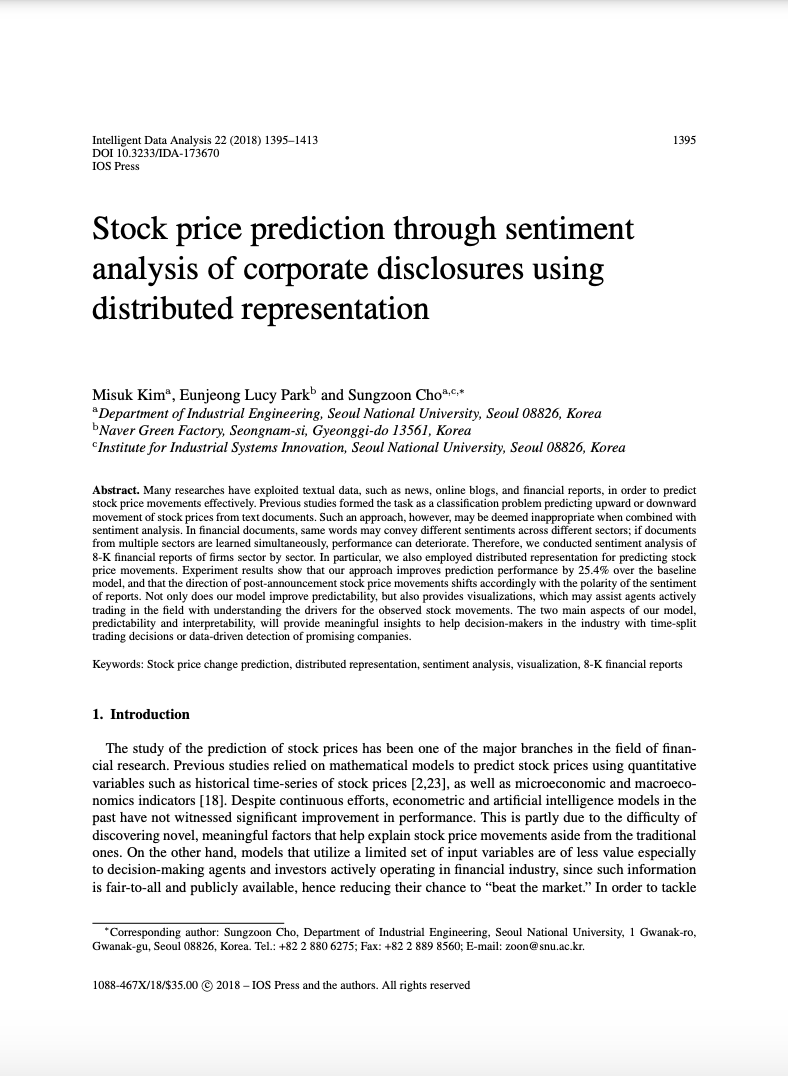 Intelligent Data Analysis 22 (2018) 1395–1413 1395
DOI 10.3233/IDA-173670
IOS Press
Stock price prediction through sentiment
analysis of corporate disclosures using
distributed representation
Misuk Kimᵃ, Eunjeong Lucy Parkᵇ and Sungzoon Choᵃ,ᶜ,*
ᵃDepartment of Industrial Engineering, Seoul National University, Seoul 08826, Korea
ᵇNaver Green Factory, Seongnam-si, Gyeonggi-do 13561, Korea
ᶜInstitute for Industrial Systems Innovation, Seoul National University, Seoul 08826, Korea
Abstract. Many researches have exploited textual data, such as news, online blogs, and financial reports, in order to predict
stock price movements effectively. Previous studies formed the task as a classification problem predicting upward or downward
movement of stock prices from text documents. Such an approach, however, may be deemed inappropriate when combined with
sentiment analysis. In financial documents, same words may convey different sentiments across different sectors; if documents
from multiple sectors are learned simultaneously, performance can deteriorate. Therefore, we conducted sentiment analysis of
8-K financial reports of firms sector by sector. In particular, we also employed distributed representation for predicting stock
price movements. Experiment results show that our approach improves prediction performance by 25.4% over the baseline
model, and that the direction of post-announcement stock price movements shifts accordingly with the polarity of the sentiment
of reports. Not only does our model improve predictability, but also provides visualizations, which may assist agents actively
trading in the field with understanding the drivers for the observed stock movements. The two main aspects of our model,
predictability and interpretability, will provide meaningful insights to help decision-makers in the industry with time-split
trading decisions or data-driven detection of promising companies.
Keywords: Stock price change prediction, distributed representation, sentiment analysis, visualization, 8-K financial reports
1. Introduction
The study of the prediction of stock prices has been one of the major branches in the field of finan-
cial research. Previous studies relied on mathematical models to predict stock prices using quantitative
variables such as historical time-series of stock prices [2,23], as well as microeconomic and macroeco-
nomics indicators [18]. Despite continuous efforts, econometric and artificial intelligence models in the
past have not witnessed significant improvement in performance. This is partly due to the difficulty of
discovering novel, meaningful factors that help explain stock price movements aside from the traditional
ones. On the other hand, models that utilize a limited set of input variables are of less value especially
to decision-making agents and investors actively operating in financial industry, since such information
is fair-to-all and publicly available, hence reducing their chance to “beat the market.” In order to tackle
*Corresponding author: Sungzoon Cho, Department of Industrial Engineering, Seoul National University, 1 Gwanak-ro,
Gwanak-gu, Seoul 08826, Korea. Tel.: +82 2 880 6275; Fax: +82 2 889 8560; E-mail: zoon@snu.ac.kr.
1088-467X/18/$35.00 © 2018 – IOS Press and the authors. All rights reserved